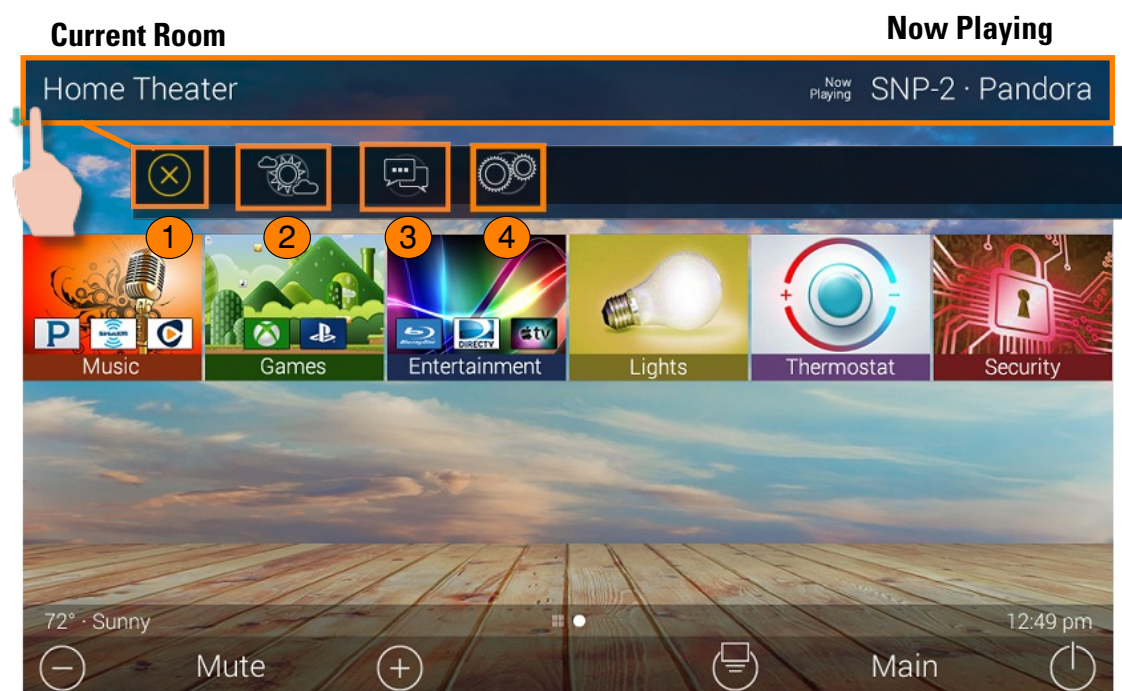 Current Room
Now Playing
Home Theater
Now Playing
SNP-2 · Pandora
1
2
3
4
P
SiriusXM
Blu-ray Disc
DIRECTV
tv
Music
Games
Entertainment
Lights
Thermostat
Security
72° · Sunny
12:49 pm
Mute
Main